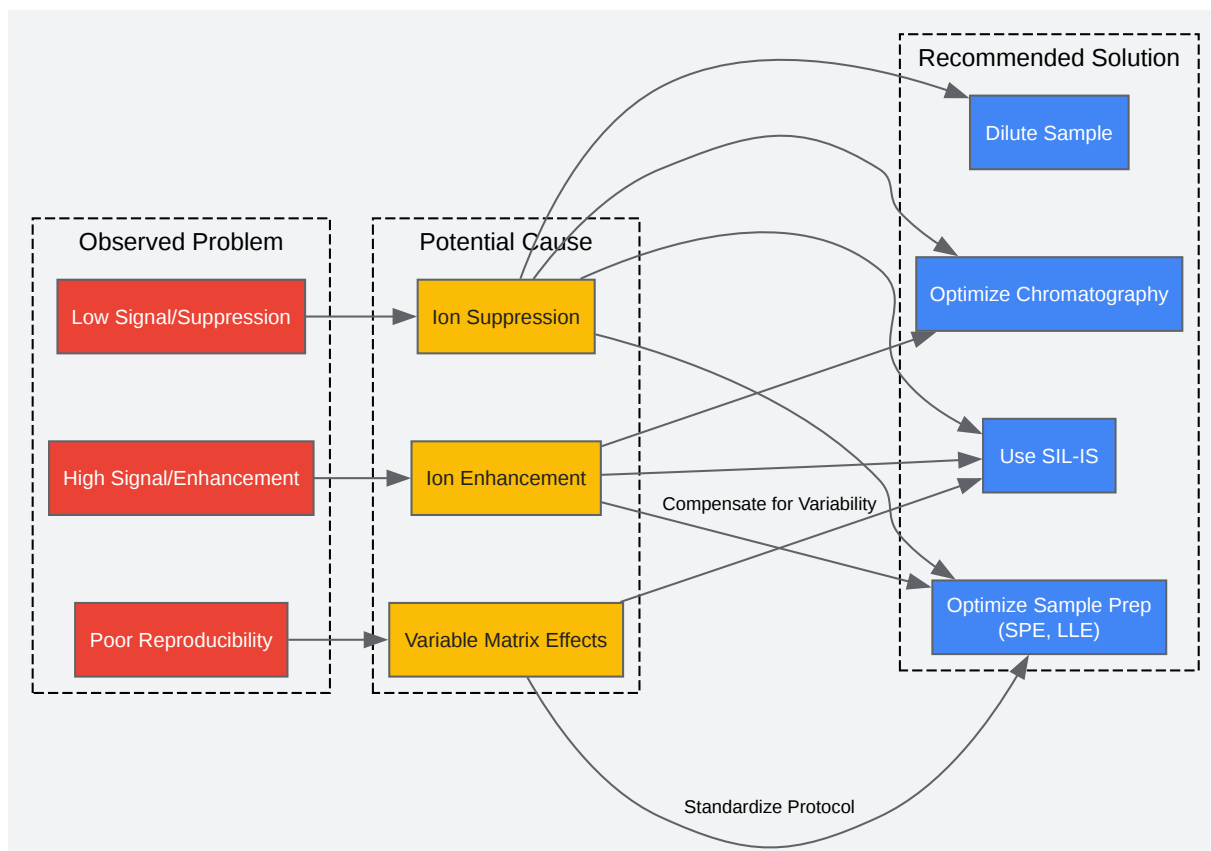 Recommended Solution
Dilute Sample
Observed Problem
Potential Cause
Low Signal/Suppression
Ion Suppression
Optimize Chromatography
High Signal/Enhancement
Ion Enhancement
Use SIL-IS
Compensate for Variability
Poor Reproducibility
Variable Matrix Effects
Optimize Sample Prep
(SPE, LLE)
Standardize Protocol